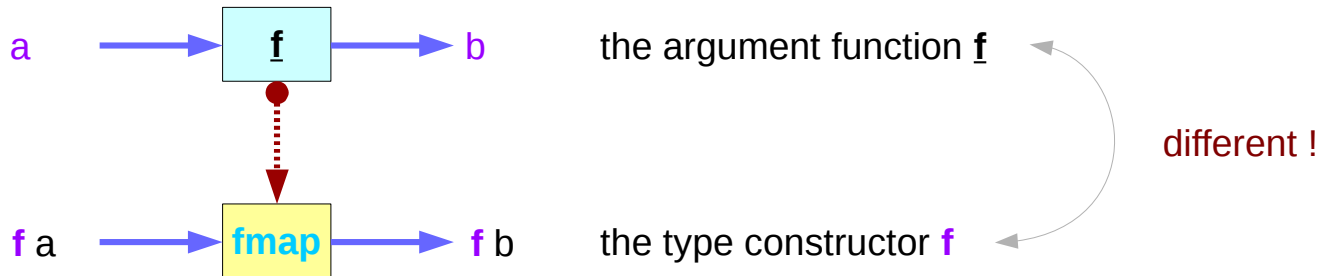 a f b the argument function f
different !
f a fmap f b the type constructor f